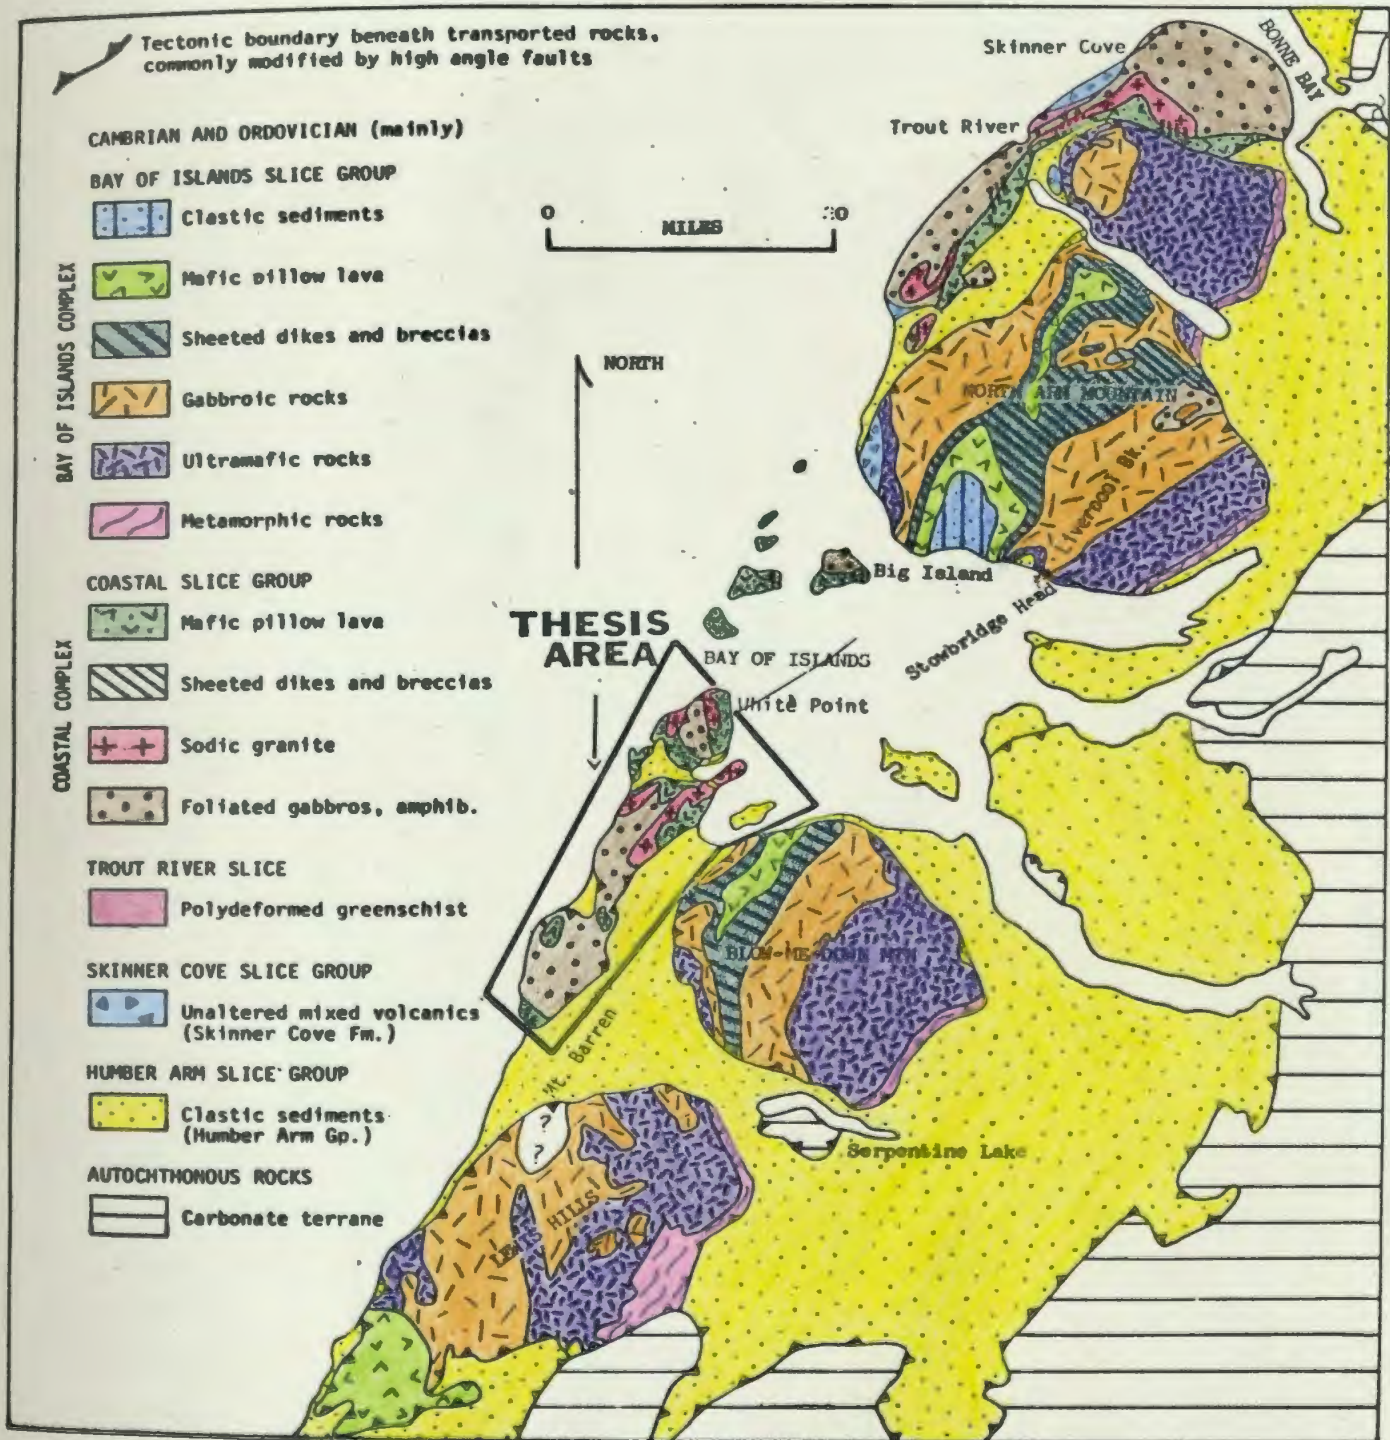 Tectonic boundary beneath transported rocks,
commonly modified by high angle faults
CAMBRIAN AND ORDOVICIAN (mainly)
BAY OF ISLANDS SLICE GROUP
BAY OF ISLANDS COMPLEX
Clastic sediments
Mafic pillow lava
Sheeted dikes and breccias
Gabbroic rocks
Ultramafic rocks
Metamorphic rocks
COASTAL SLICE GROUP
COASTAL COMPLEX
Mafic pillow lava
Sheeted dikes and breccias
Sodic granite
Foliated gabbros, amphib.
TROUT RIVER SLICE
Polydeformed greenschist
SKINNER COVE SLICE GROUP
Unaltered mixed volcanics
(Skinner Cove Fm.)
HUMBER ARM SLICE GROUP
Clastic sediments
(Humber Arm Gp.)
AUTOCHTHONOUS ROCKS
Carbonate terrane
0
MILES
NORTH
Skinner Cove
BONNE BAY
Trout River
NORTH ARM MOUNTAIN
Liverpool Bk.
Big Island
Stowbridge Head
THESIS
AREA
BAY OF ISLANDS
White Point
BLOW-ME-DOWN MTN
Mt. Barren
?
?
Serpentine Lake
HILLS